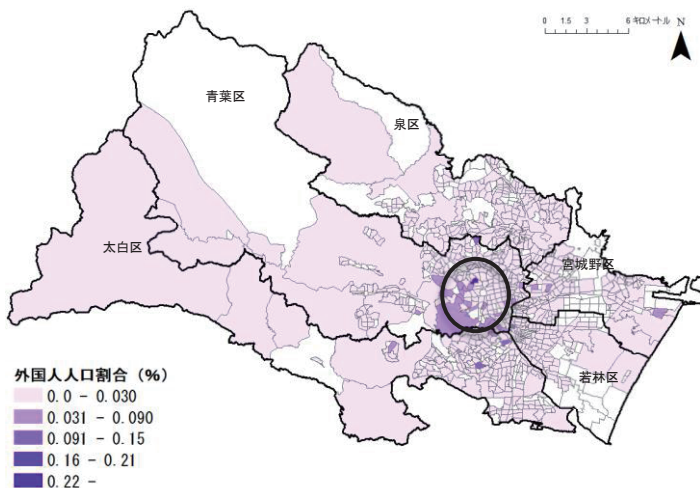 0 1.5 3 6 キロメートル
N
青葉区
泉区
太白区
宮城野区
若林区
外国人人口割合 (%)
0.0 - 0.030
0.031 - 0.090
0.091 - 0.15
0.16 - 0.21
0.22 -